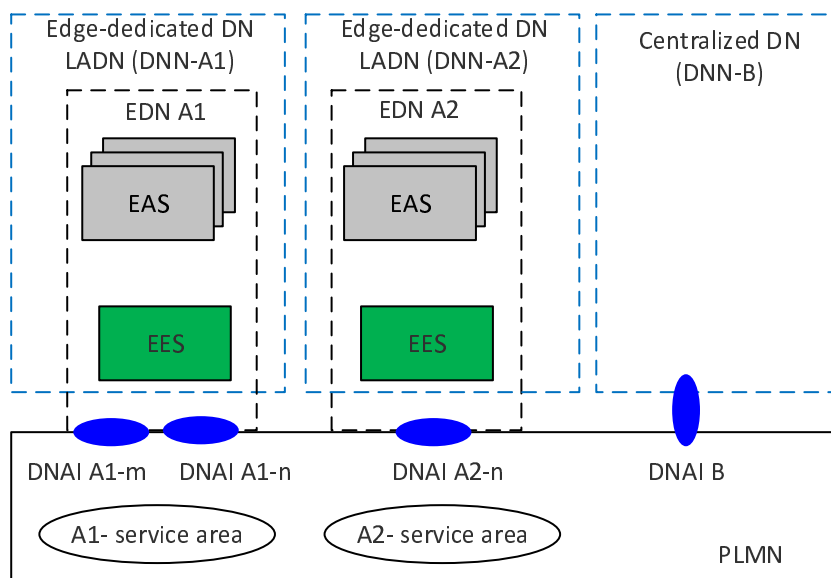 Edge-dedicated DN
LADN (DNN-A1)
Edge-dedicated DN
LADN (DNN-A2)
Centralized DN
(DNN-B)
EDN A1
EDN A2
EAS
EAS
EES
EES
DNAI A1-m
DNAI A1-n
DNAI A2-n
DNAI B
A1- service area
A2- service area
PLMN